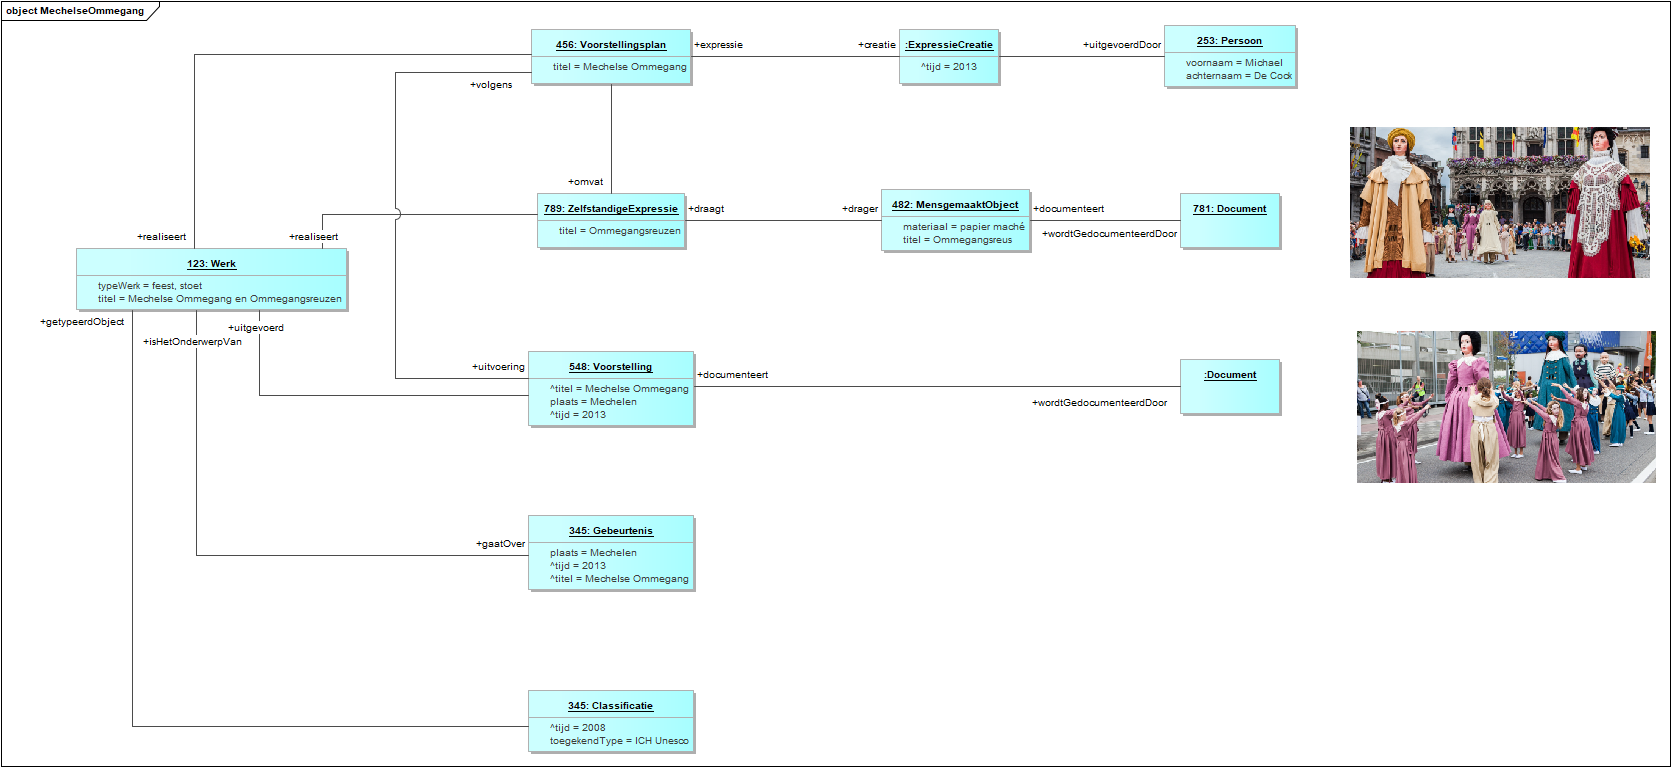 object MechelseOmmegang
456: Voorstellingsplan
titel = Mechelse Ommegang
+expressie
+creatie
:ExpressieCreatie
^tijd = 2013
+uitgevoerdDoor
253: Persoon
voornaam = Michael
achternaam = De Cock
+volgens
+omvat
789: ZelfstandigeExpressie
titel = Ommegangsreuzen
+draagt
+drager
482: MensgemaaktObject
materiaal = papier maché
titel = Ommegangsreus
+documenteert
+wordtGedocumenteerdDoor
781: Document
+realiseert
+realiseert
123: Werk
typeWerk = feest, stoet
titel = Mechelse Ommegang en Ommegangsreuzen
+getypeerdObject
+isHetOnderwerpVan
+uitgevoerd
+uitvoering
548: Voorstelling
^titel = Mechelse Ommegang
plaats = Mechelen
^tijd = 2013
+documenteert
+wordtGedocumenteerdDoor
:Document
+gaatOver
345: Gebeurtenis
plaats = Mechelen
^tijd = 2013
^titel = Mechelse Ommegang
345: Classificatie
^tijd = 2008
toegekendType = ICH Unesco